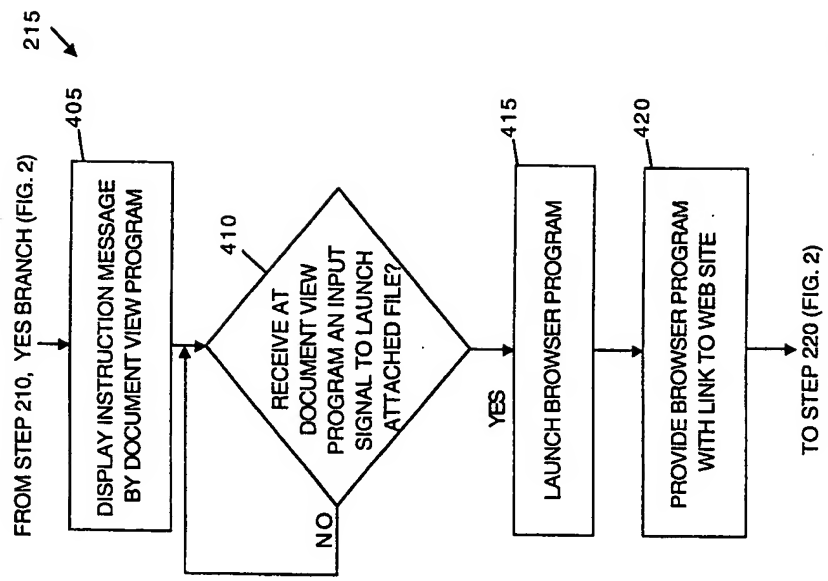 FROM STEP 210, YES BRANCH (FIG. 2)
215
405
DISPLAY INSTRUCTION MESSAGE
BY DOCUMENT VIEW PROGRAM
410
RECEIVE AT
DOCUMENT VIEW
PROGRAM AN INPUT
SIGNAL TO LAUNCH
ATTACHED FILE?
NO
YES
415
LAUNCH BROWSER PROGRAM
420
PROVIDE BROWSER PROGRAM
WITH LINK TO WEB SITE
TO STEP 220 (FIG. 2)